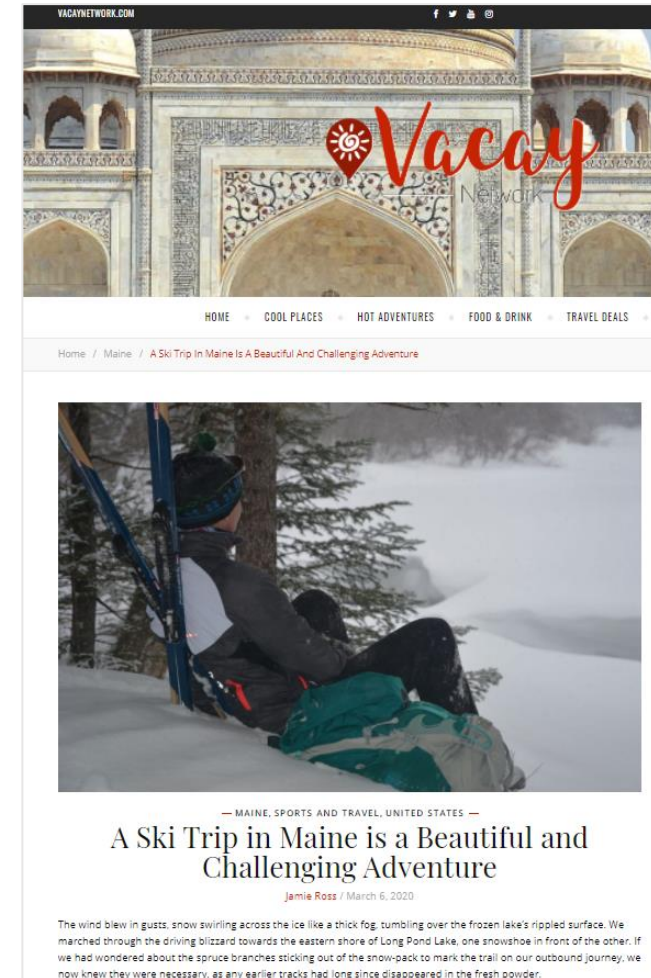 VACAYNETWORK.COM
Vacay
Network
HOME COOL PLACES HOT ADVENTURES FOOD & DRINK TRAVEL DEALS
Home / Maine / A Ski Trip In Maine Is A Beautiful And Challenging Adventure
— MAINE, SPORTS AND TRAVEL, UNITED STATES —
A Ski Trip in Maine is a Beautiful and
Challenging Adventure
Jamie Ross / March 6, 2020
The wind blew in gusts, snow swirling across the ice like a thick fog, tumbling over the frozen lake's rippled surface. We
marched through the driving blizzard towards the eastern shore of Long Pond Lake, one snowshoe in front of the other. If
we had wondered about the spruce branches sticking out of the snow-pack to mark the trail on our outbound journey, we
now knew they were necessary, as any earlier tracks had long since disappeared in the fresh powder.